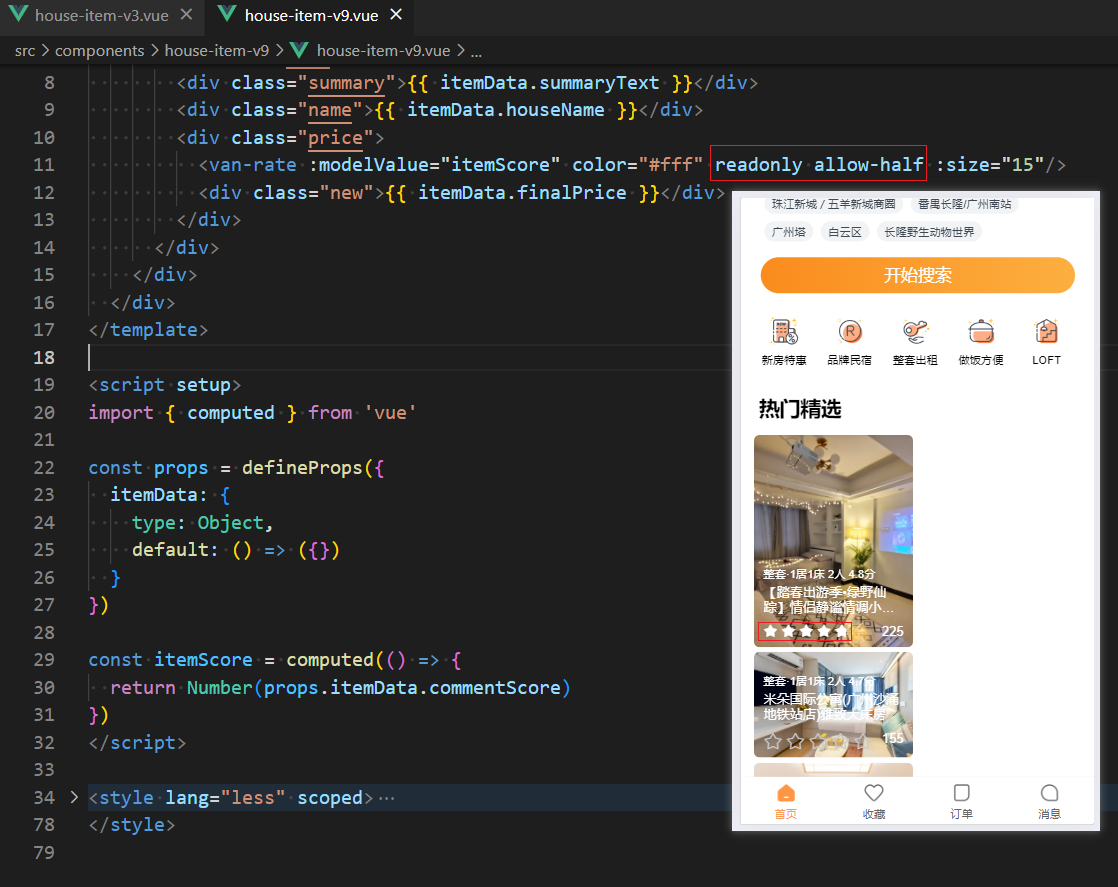 house-item-v3.vue × house-item-v9.vue ×
src > components > house-item-v9 > house-item-v9.vue > ...
8 <div class="summary">{{ itemData.summaryText }}</div>
9 <div class="name">{{ itemData.houseName }}</div>
10 <div class="price">
11 <van-rate :modelValue="itemScore" color="#fff" readonly allow-half :size="15"/>
12 <div class="new">{{ itemData.finalPrice }}</div>
13 </div>
14 </div>
15 </div>
16 </div>
17 </template>
18
19 <script setup>
20 import { computed } from 'vue'
21
22 const props = defineProps({
23 itemData: {
24 type: Object,
25 default: () => ({})
26 }
27 })
28
29 const itemScore = computed(() => {
30 return Number(props.itemData.commentScore)
31 })
32 </script>
33
34 <style lang="less" scoped> ...
78 </style>
79
珠江新城 / 五羊新城商圈 番禺长隆/广州南站
广州塔 白云区 长隆野生动物世界
开始搜索
新房特惠 品牌民宿 整套出租 做饭方便 LOFT
热门精选
整套·1居1床 2人 4.8分
【踏春出游季•绿野仙
踪】情侣静谧情调小...
225
整套·1居1床 2人 4.7分
米朵国际公寓(广州沙涌
地铁站店)雅致大床房
155
首页 收藏 订单 消息